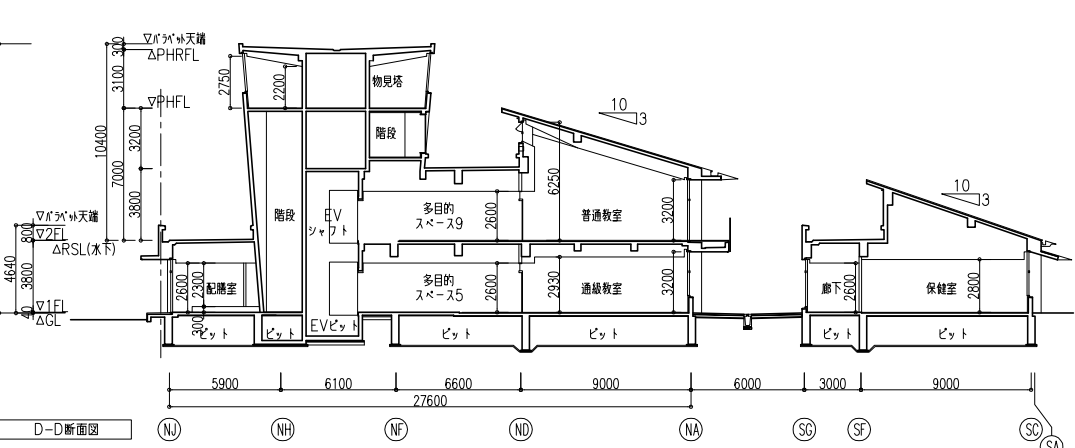 ▽パラペット天端
△PHRFL
▽PHFL
300
3100
10400
7000
3200
3800
2750
2200
物見塔
階段
10
3
▽パラペット天端
▽2FL
△RSL(水下)
800
4640
3800
40
▽1FL
△GL
階段
EV
シャフト
多目的
スペース9
2600
6250
普通教室
3200
10
3
2600
2300
300
配膳室
多目的
スペース5
2600
2930
通級教室
3200
廊下
2600
保健室
2800
ピット
ピット
EVピット
ピット
ピット
ピット
ピット
5900
6100
6600
9000
6000
3000
9000
27600
D-D断面図
NJ
NH
NF
ND
NA
SG
SF
SC
SA